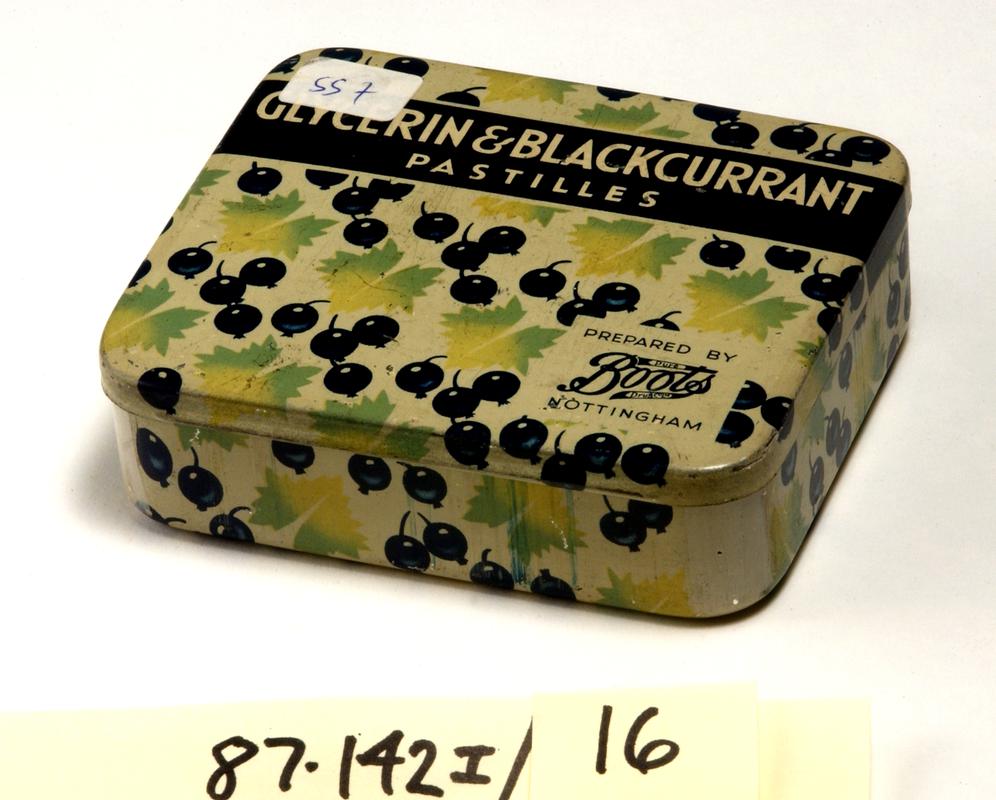 557
GLYCERIN & BLACKCURRANT
PASTILLES
PREPARED BY
Boots
NOTTINGHAM
87.142I/ 16